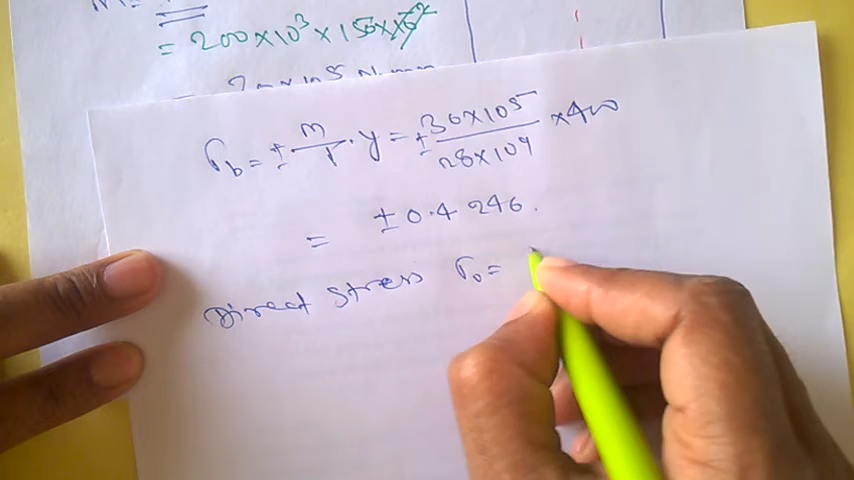 = 200×10³×150
σb = ± M/I · y = ± 30×10⁵/28×10⁹ ×400
= ± 0.4246.
Direct Stress σ₀ =